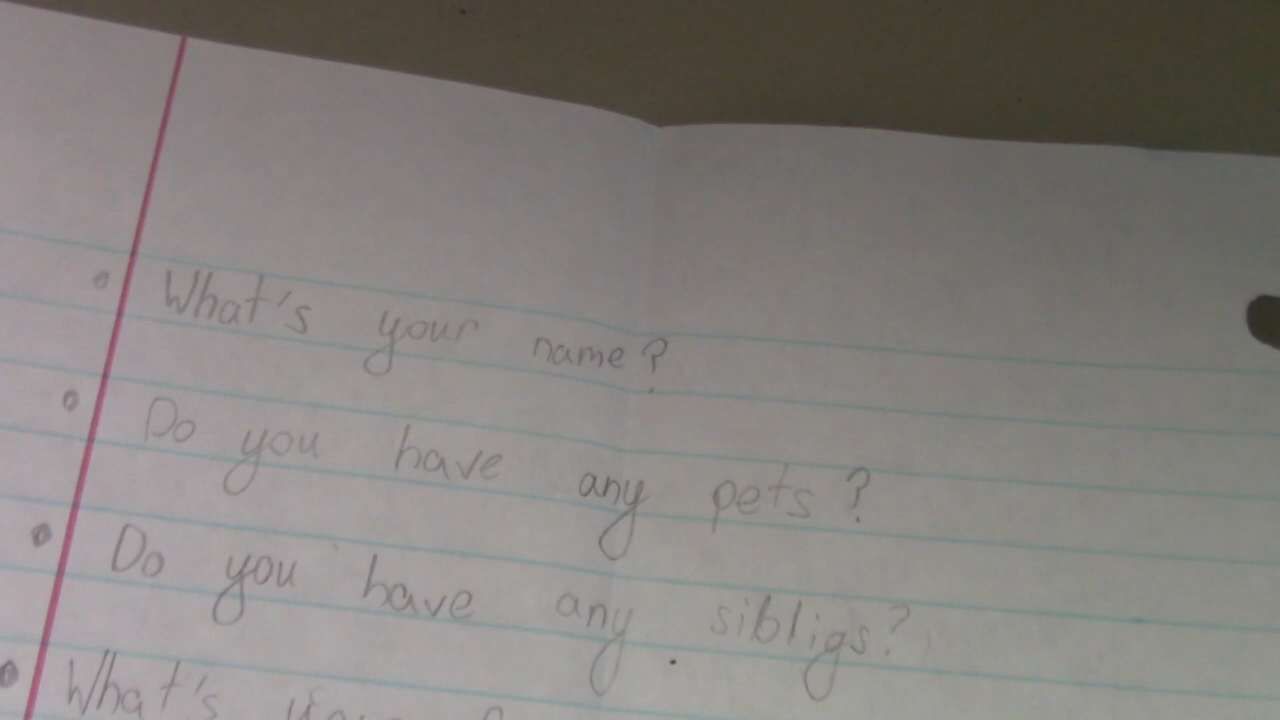 • What's your name?
• Do you have any pets?
• Do you have any sibligs?
• What's